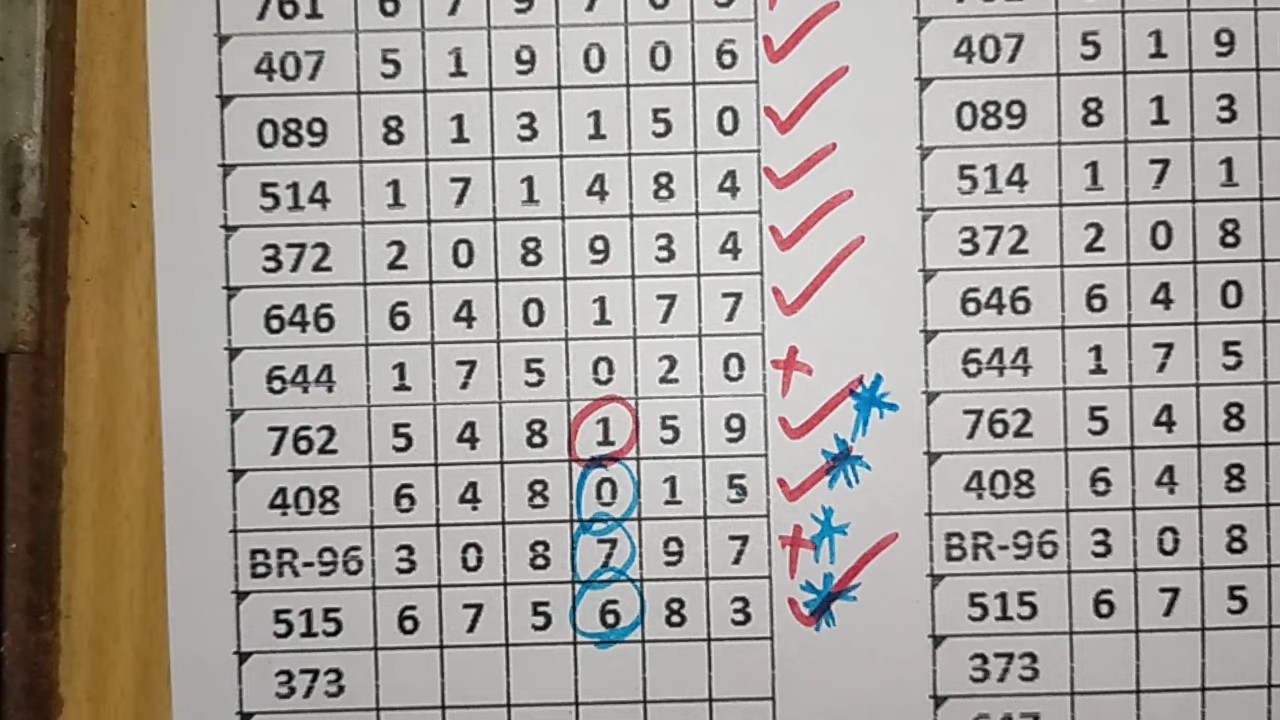 761 6 7 9 7
407 5 1 9 0 0 6 407 5 1 9
089 8 1 3 1 5 0 089 8 1 3
514 1 7 1 4 8 4 514 1 7 1
372 2 0 8 9 3 4 372 2 0 8
646 6 4 0 1 7 7 646 6 4 0
644 1 7 5 0 2 0 644 1 7 5
762 5 4 8 1 5 9 762 5 4 8
408 6 4 8 0 1 5 408 6 4 8
BR-96 3 0 8 7 9 7 BR-96 3 0 8
515 6 7 5 6 8 3 515 6 7 5
373 373